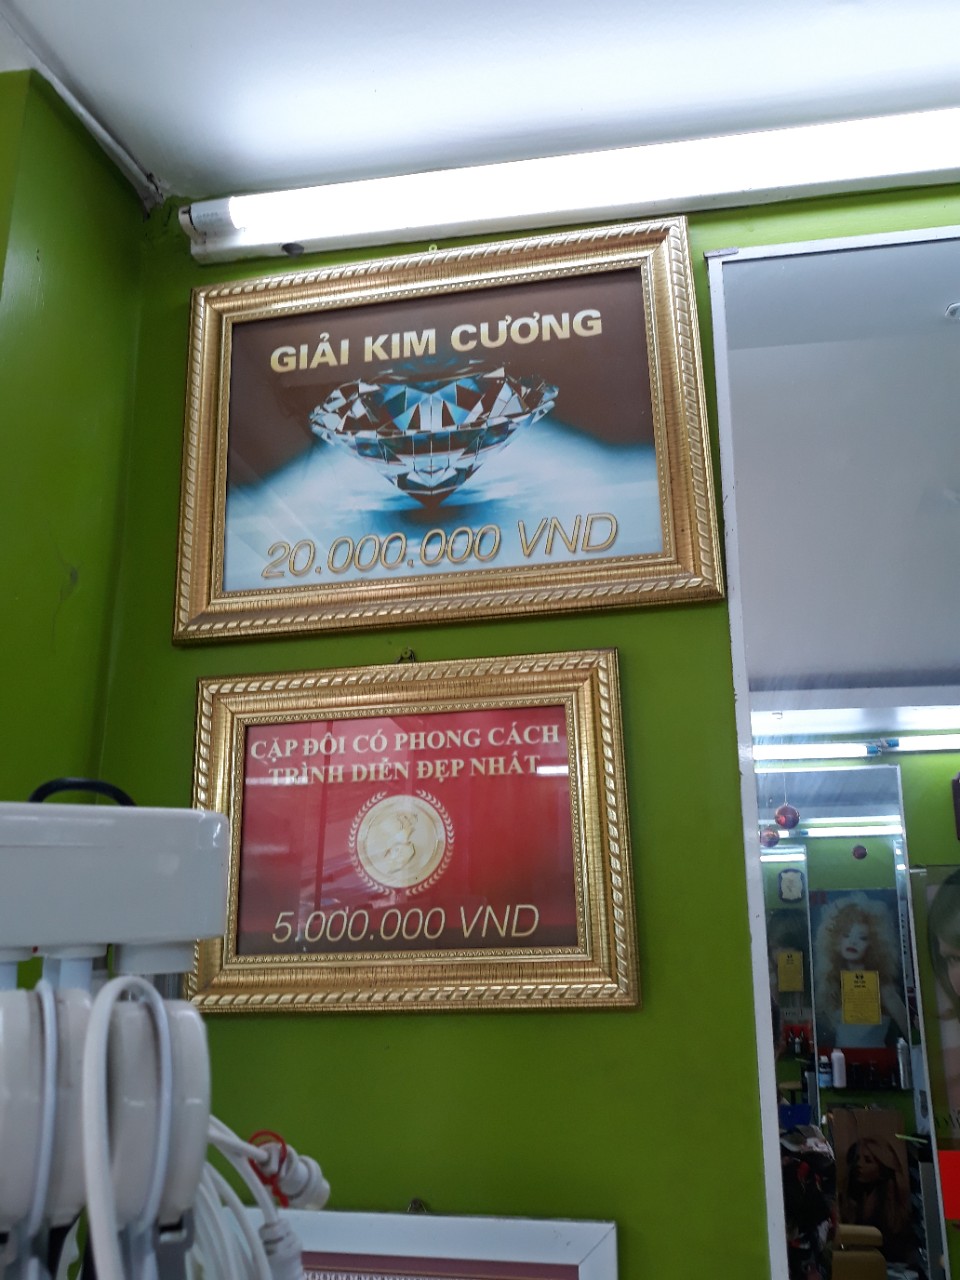 GIẢI KIM CƯƠNG
20.000.000 VND
CẶP ĐÔI CÓ PHONG CÁCH
TRÌNH DIỄN ĐẸP NHẤT
5.000.000 VND